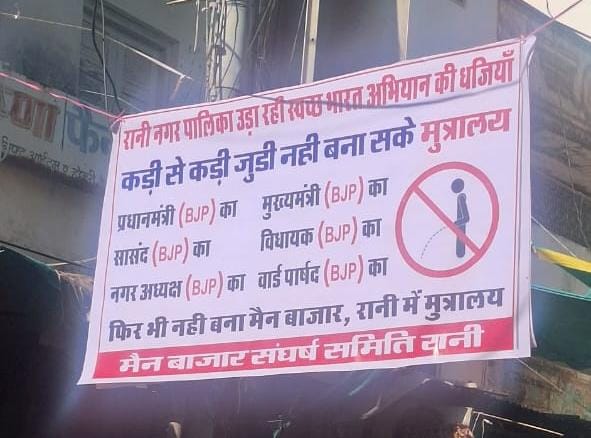 रानी नगर पालिका उड़ा रही स्वच्छ भारत अभियान की धजियाँ
कड़ी से कड़ी जुडी नही बना सके मुत्रालय
प्रधानमंत्री (BJP) का मुख्यमंत्री (BJP) का
सासंद (BJP) का विधायक (BJP) का
नगर अध्यक्ष (BJP) का वार्ड पार्षद (BJP) का
फिर भी नही बना मैन बाजार, रानी में मुत्रालय
मैन बाजार संघर्ष समिति रानी